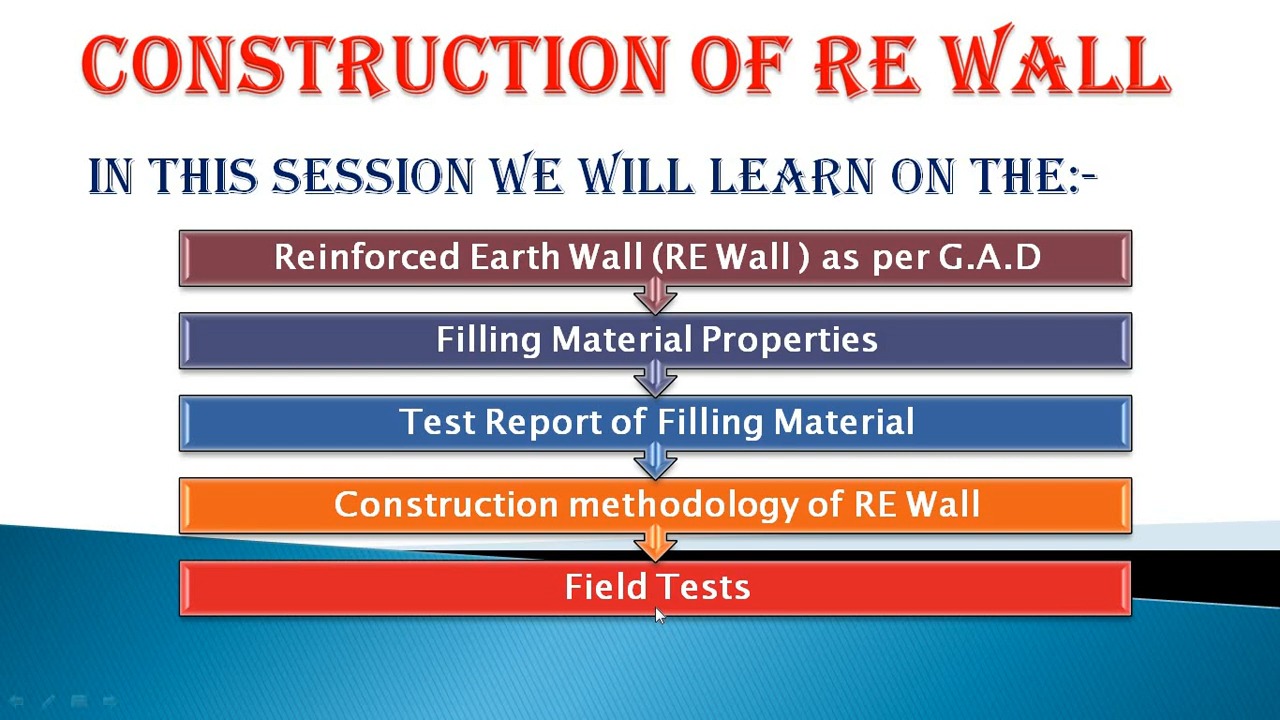 CONSTRUCTION OF RE WALL
IN THIS SESSION WE WILL LEARN ON THE:-
Reinforced Earth Wall (RE Wall ) as per G.A.D
Filling Material Properties
Test Report of Filling Material
Construction methodology of RE Wall
Field Tests